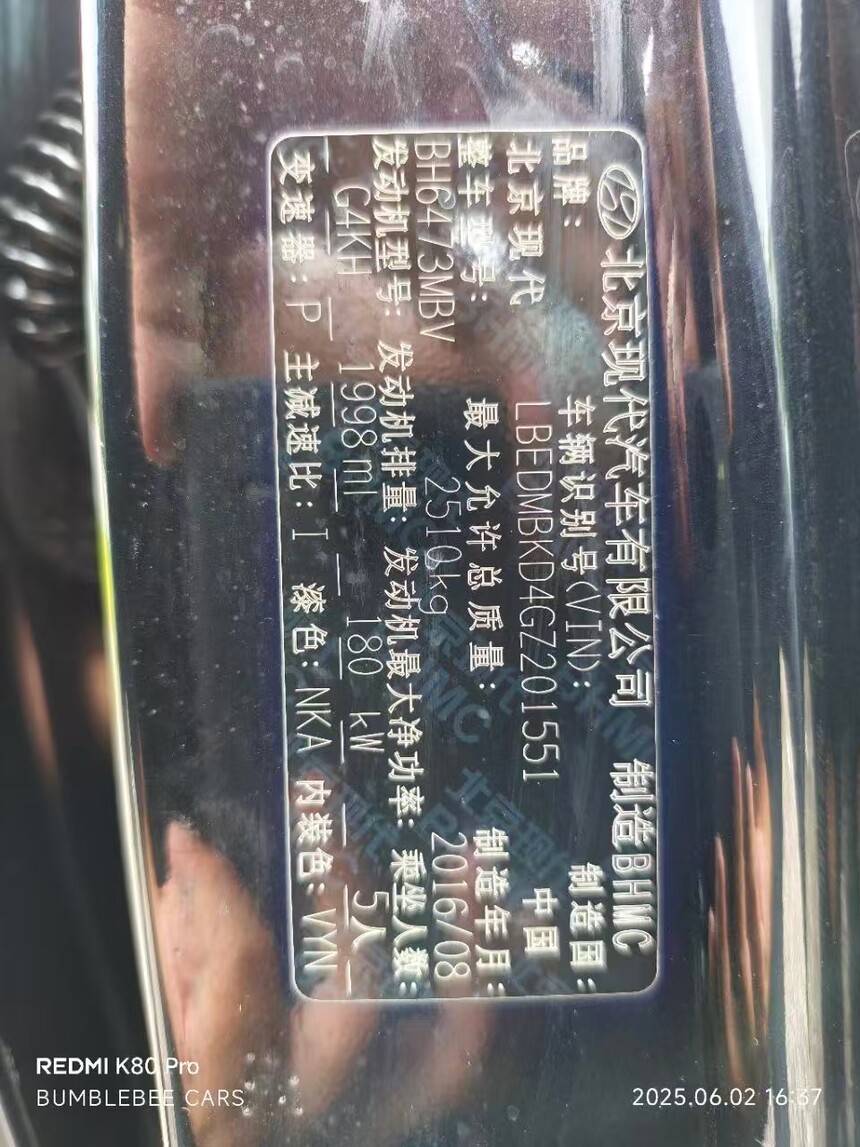 北京现代汽车有限公司 制造BHMC
品牌： 车辆识别号(VIN)： 制造国：
北京现代 LBEDMBKD4GZ201551 中国
整车型号： 最大允许总质量： 制造年月：
BH6473MBV 2510kg 2016/08
发动机型号： 发动机排量： 发动机最大净功率： 乘坐人数：
G4KH 1998ml 180 kW 5人
变速器：P 主减速比：I 漆色：NKA 内装色：VYN
REDMI K80 Pro
BUMBLEBEE CARS
2025.06.02 16:37